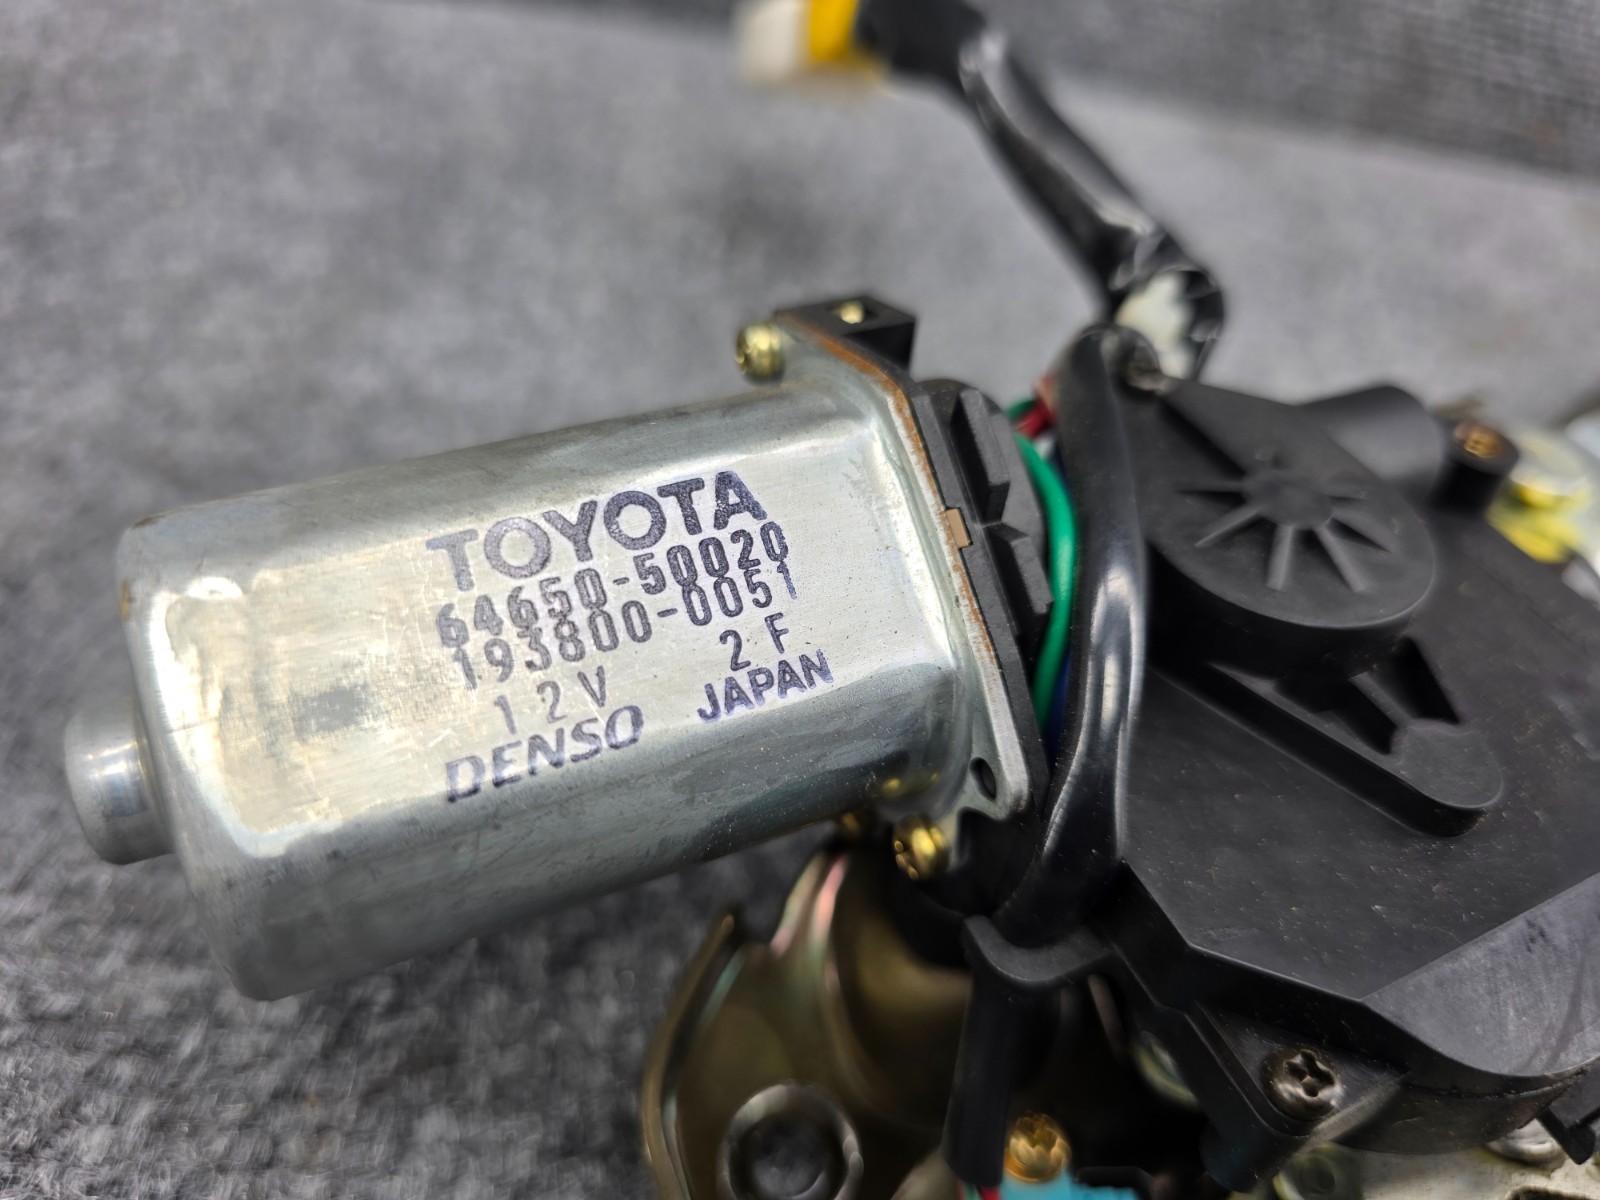 TOYOTA
64650-50020
193800-0051
12V 2F
DENSO JAPAN